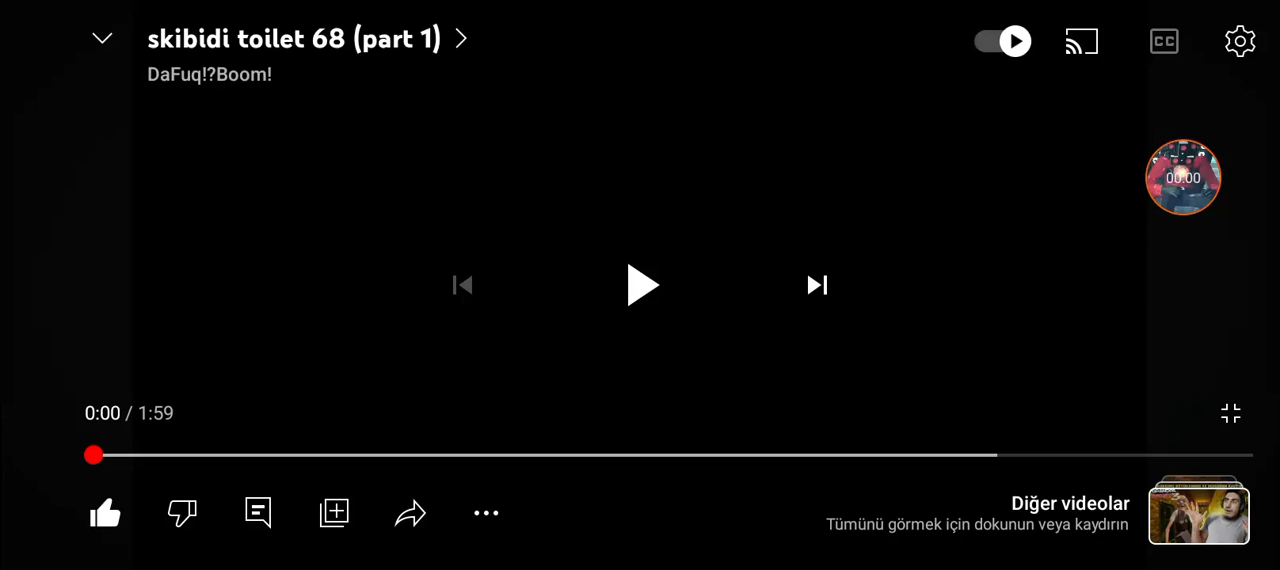 skibidi toilet 68 (part 1)
DaFuq!?Boom!
CC
00:00
0:00 / 1:59
Diğer videolar
Tümünü görmek için dokunun veya kaydırın